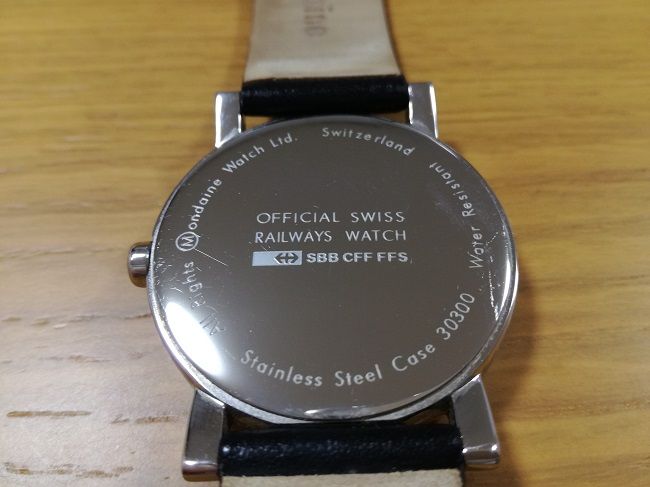 OFFICIAL SWISS
RAILWAYS WATCH
SBB CFF FFS
All rights Ⓜ Mondaine Watch Ltd. Switzerland Water Resistant
Stainless Steel Case 30300